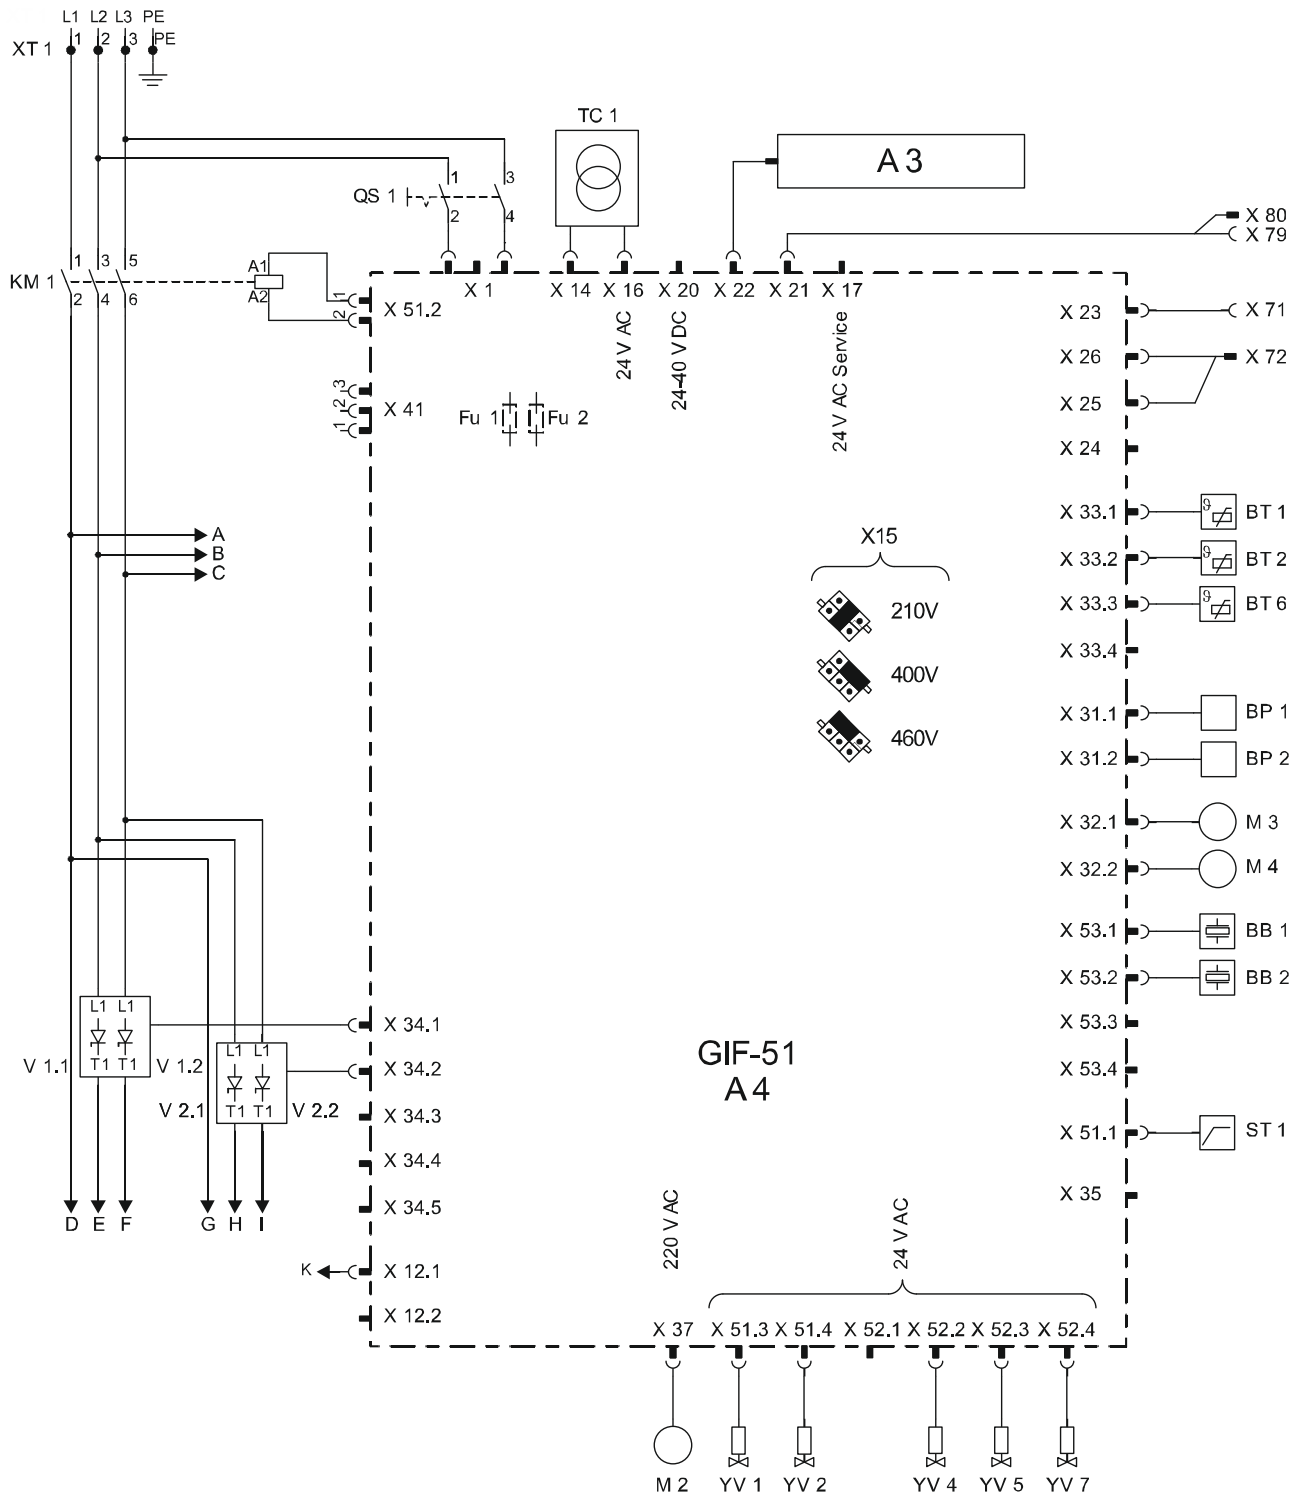 L1 L2 L3 PE
XT 1 1 2 3 PE
TC 1
A 3
QS 1 1 2 3 4
X 80
X 79
KM 1 1 3 5
2 4 6
A1
A2
1
2
X 51.2
X 1 X 14 X 16 X 20 X 22 X 21 X 17
24 V AC
24-40 V DC
24 V AC Service
X 23 X 71
X 26 X 72
X 25
X 24
3
2
1
X 41
Fu 1 Fu 2
X 33.1 BT 1
ϑ
X 33.2 BT 2
ϑ
X 33.3 BT 6
ϑ
X 33.4
A
B
C
X15
210V
400V
460V
X 31.1 BP 1
X 31.2 BP 2
X 32.1 M 3
X 32.2 M 4
X 53.1 BB 1
X 53.2 BB 2
X 53.3
X 53.4
X 51.1 ST 1
X 35
L1 L1
T1 T1
V 1.1 V 1.2
L1 L1
T1 T1
V 2.1 V 2.2
X 34.1
X 34.2
X 34.3
X 34.4
X 34.5
GIF-51
A 4
D E F G H I
K X 12.1
X 12.2
220 V AC
24 V AC
X 37 X 51.3 X 51.4 X 52.1 X 52.2 X 52.3 X 52.4
M 2 YV 1 YV 2 YV 4 YV 5 YV 7